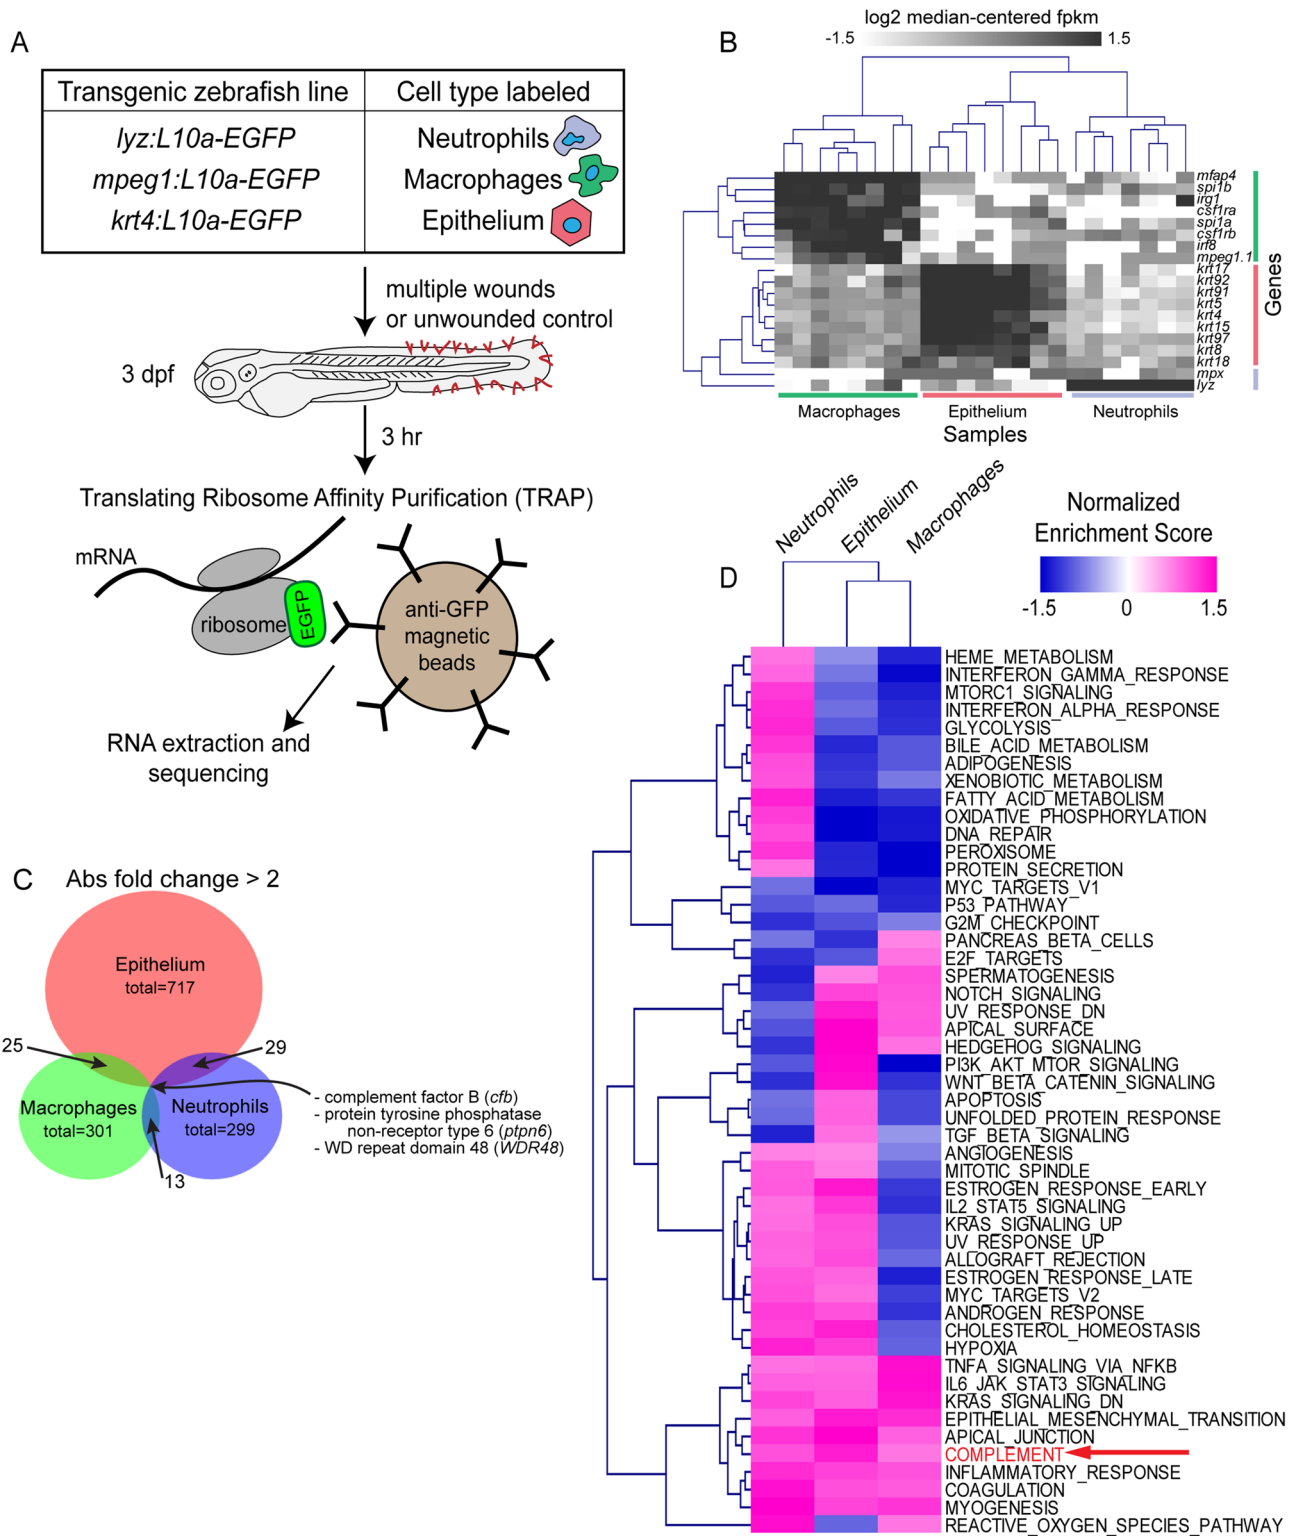 A
Transgenic zebrafish line
Cell type labeled
lyz:L10a-EGFP
Neutrophils
mpeg1:L10a-EGFP
Macrophages
krt4:L10a-EGFP
Epithelium
multiple wounds
or unwounded control
3 dpf
3 hr
Translating Ribosome Affinity Purification (TRAP)
mRNA
ribosome
EGFP
anti-GFP
magnetic
beads
RNA extraction and
sequencing
B
log2 median-centered fpkm
-1.5
1.5
mfap4
spi1b
irg1
csf1ra
spi1a
csf1rb
irf8
mpeg1.1
krt17
krt92
krt91
krt5
krt4
krt15
krt97
krt8
krt18
mpx
lyz
Genes
Macrophages
Epithelium
Neutrophils
Samples
C
Abs fold change > 2
Epithelium
total=717
25
29
Macrophages
total=301
Neutrophils
total=299
13
- complement factor B (cfb)
- protein tyrosine phosphatase
non-receptor type 6 (ptpn6)
- WD repeat domain 48 (WDR48)
D
Neutrophils
Epithelium
Macrophages
Normalized
Enrichment Score
-1.5
0
1.5
HEME_METABOLISM
INTERFERON_GAMMA_RESPONSE
MTORC1_SIGNALING
INTERFERON_ALPHA_RESPONSE
GLYCOLYSIS
BILE_ACID_METABOLISM
ADIPOGENESIS
XENOBIOTIC_METABOLISM
FATTY_ACID_METABOLISM
OXIDATIVE_PHOSPHORYLATION
DNA_REPAIR
PEROXISOME
PROTEIN_SECRETION
MYC_TARGETS_V1
P53_PATHWAY
G2M_CHECKPOINT
PANCREAS_BETA_CELLS
E2F_TARGETS
SPERMATOGENESIS
NOTCH_SIGNALING
UV_RESPONSE_DN
APICAL_SURFACE
HEDGEHOG_SIGNALING
PI3K_AKT_MTOR_SIGNALING
WNT_BETA_CATENIN_SIGNALING
APOPTOSIS
UNFOLDED_PROTEIN_RESPONSE
TGF_BETA_SIGNALING
ANGIOGENESIS
MITOTIC_SPINDLE
ESTROGEN_RESPONSE_EARLY
IL2_STAT5_SIGNALING
KRAS_SIGNALING_UP
UV_RESPONSE_UP
ALLOGRAFT_REJECTION
ESTROGEN_RESPONSE_LATE
MYC_TARGETS_V2
ANDROGEN_RESPONSE
CHOLESTEROL_HOMEOSTASIS
HYPOXIA
TNFA_SIGNALING_VIA_NFKB
IL6_JAK_STAT3_SIGNALING
KRAS_SIGNALING_DN
EPITHELIAL_MESENCHYMAL_TRANSITION
APICAL_JUNCTION
COMPLEMENT
INFLAMMATORY_RESPONSE
COAGULATION
MYOGENESIS
REACTIVE_OXYGEN_SPECIES_PATHWAY